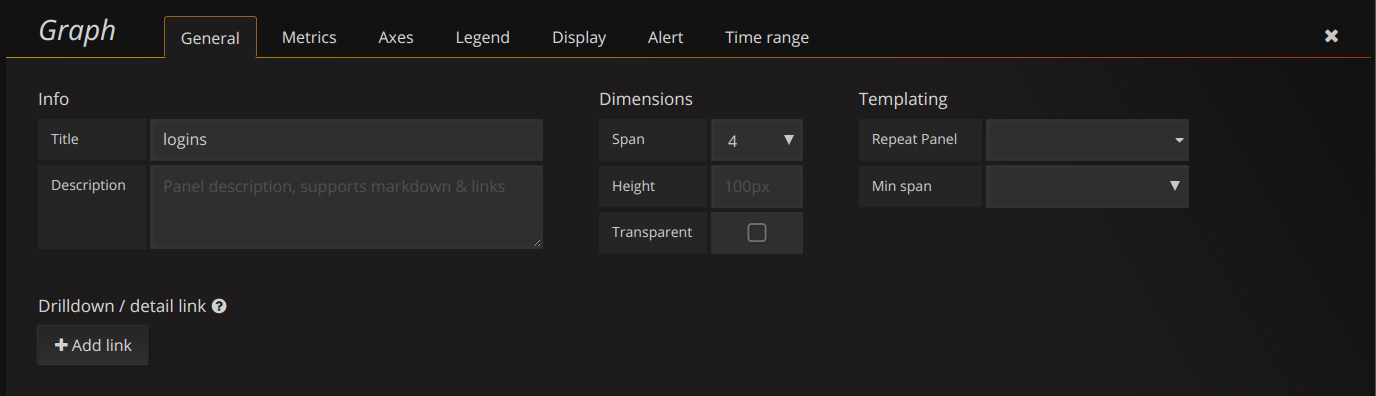 Graph General Metrics Axes Legend Display Alert Time range
Info
Title logins
Description Panel description, supports markdown & links
Dimensions
Span 4
Height 100px
Transparent
Templating
Repeat Panel
Min span
Drilldown / detail link
Add link